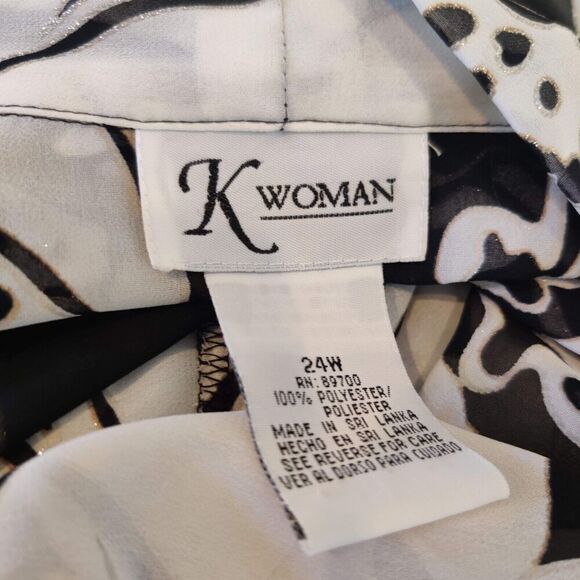 K WOMAN
24W
RN: 89700
100% POLYESTER/
POLIESTER
MADE IN SRI LANKA
HECHO EN SRI LANKA
SEE REVERSE FOR CARE
VER AL DORSO PARA CUIDADO